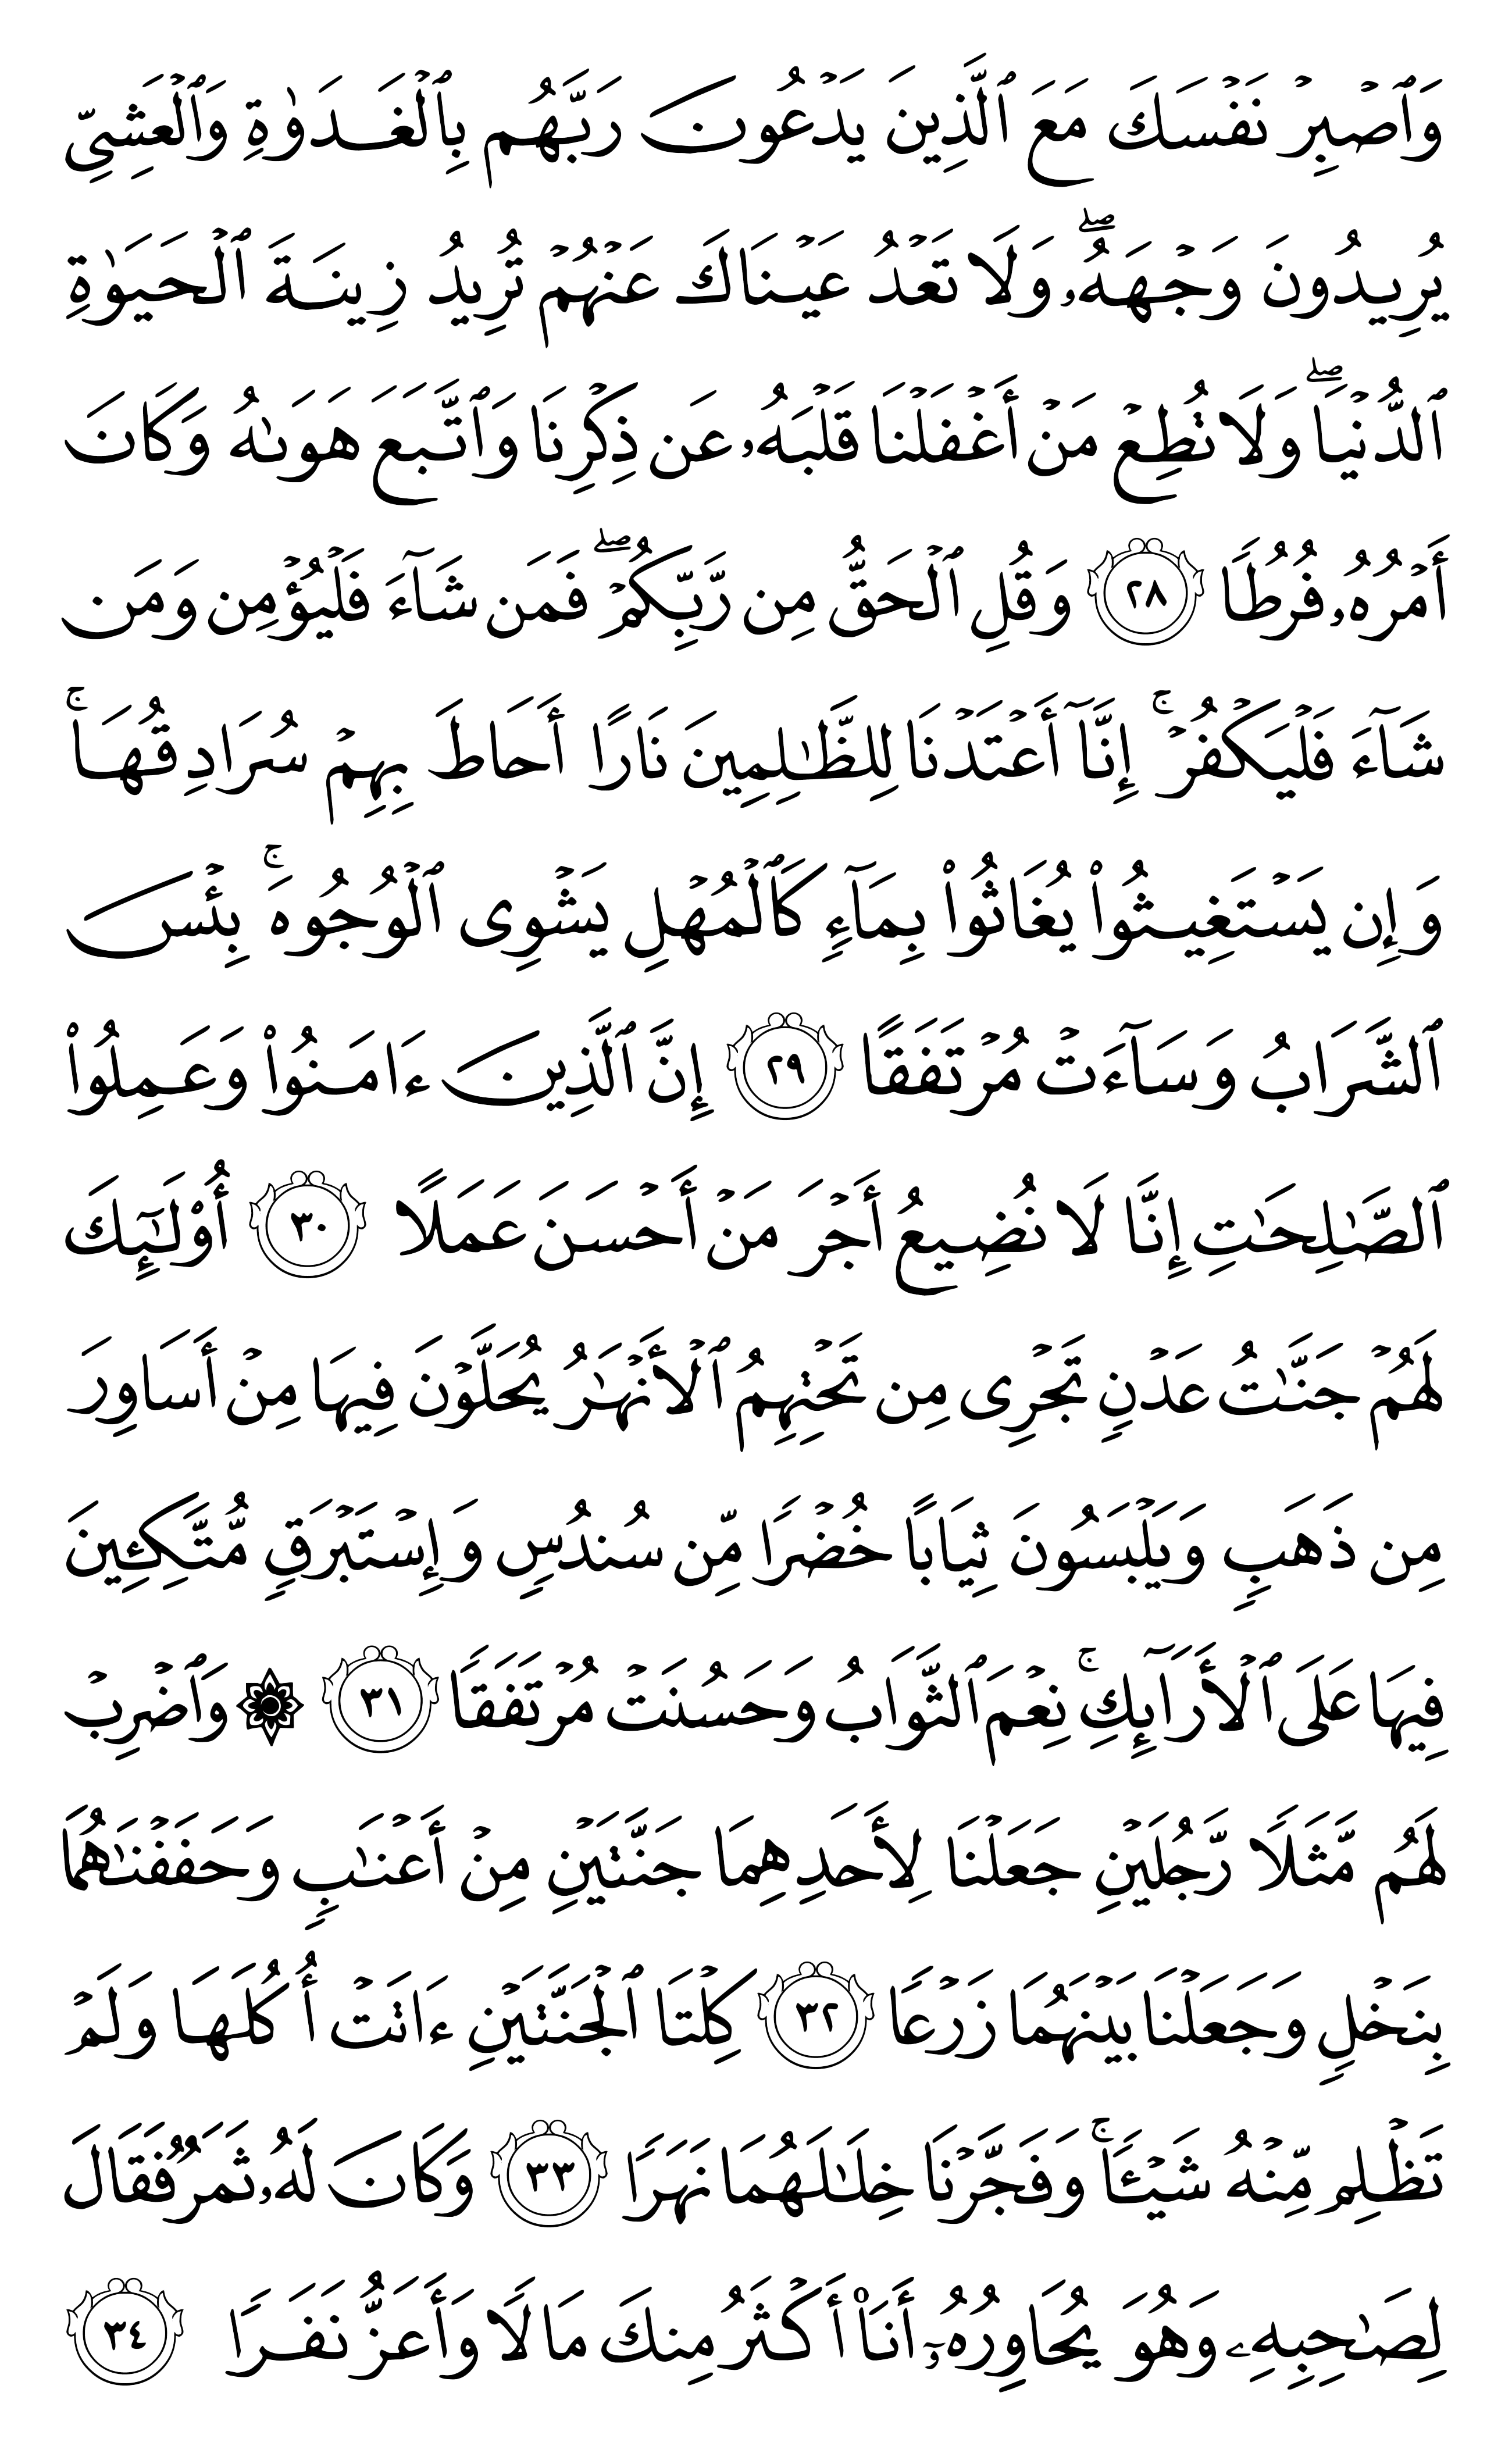 وَٱصۡبِرۡ نَفۡسَكَ مَعَ ٱلَّذِينَ يَدۡعُونَ رَبَّهُم بِٱلۡغَدَوٰةِ وَٱلۡعَشِيِّ
يُرِيدُونَ وَجۡهَهُۥۖ وَلَا تَعۡدُ عَيۡنَاكَ عَنۡهُمۡ تُرِيدُ زِينَةَ ٱلۡحَيَوٰةِ
ٱلدُّنۡيَاۖ وَلَا تُطِعۡ مَنۡ أَغۡفَلۡنَا قَلۡبَهُۥ عَن ذِكۡرِنَا وَٱتَّبَعَ هَوَىٰهُ وَكَانَ
أَمۡرُهُۥ فُرُطٗا ٢٨ وَقُلِ ٱلۡحَقُّ مِن رَّبِّكُمۡۖ فَمَن شَآءَ فَلۡيُؤۡمِن وَمَن
شَآءَ فَلۡيَكۡفُرۡۚ إِنَّآ أَعۡتَدۡنَا لِلظَّٰلِمِينَ نَارًا أَحَاطَ بِهِمۡ سُرَادِقُهَاۚ
وَإِن يَسۡتَغِيثُواْ يُغَاثُواْ بِمَآءٖ كَٱلۡمُهۡلِ يَشۡوِي ٱلۡوُجُوهَۚ بِئۡسَ
ٱلشَّرَابُ وَسَآءَتۡ مُرۡتَفَقًا ٢٩ إِنَّ ٱلَّذِينَ ءَامَنُواْ وَعَمِلُواْ
ٱلصَّٰلِحَٰتِ إِنَّا لَا نُضِيعُ أَجۡرَ مَنۡ أَحۡسَنَ عَمَلًا ٣٠ أُوْلَٰٓئِكَ
لَهُمۡ جَنَّٰتُ عَدۡنٖ تَجۡرِي مِن تَحۡتِهِمُ ٱلۡأَنۡهَٰرُ يُحَلَّوۡنَ فِيهَا مِنۡ أَسَاوِرَ
مِن ذَهَبٖ وَيَلۡبَسُونَ ثِيَابًا خُضۡرٗا مِّن سُندُسٖ وَإِسۡتَبۡرَقٖ مُّتَّكِـِٔينَ
فِيهَا عَلَى ٱلۡأَرَآئِكِۚ نِعۡمَ ٱلثَّوَابُ وَحَسُنَتۡ مُرۡتَفَقٗا ٣١ ۞ وَٱضۡرِبۡ
لَهُم مَّثَلٗا رَّجُلَيۡنِ جَعَلۡنَا لِأَحَدِهِمَا جَنَّتَيۡنِ مِنۡ أَعۡنَٰبٖ وَحَفَفۡنَٰهُمَا
بِنَخۡلٖ وَجَعَلۡنَا بَيۡنَهُمَا زَرۡعٗا ٣٢ كِلۡتَا ٱلۡجَنَّتَيۡنِ ءَاتَتۡ أُكُلَهَا وَلَمۡ
تَظۡلِم مِّنۡهُ شَيۡـٔٗاۚ وَفَجَّرۡنَا خِلَٰلَهُمَا نَهَرٗا ٣٣ وَكَانَ لَهُۥ ثَمَرٞ فَقَالَ
لِصَٰحِبِهِۦ وَهُوَ يُحَاوِرُهُۥٓ أَنَا۠ أَكۡثَرُ مِنكَ مَالٗا وَأَعَزُّ نَفَرٗا ٣٤